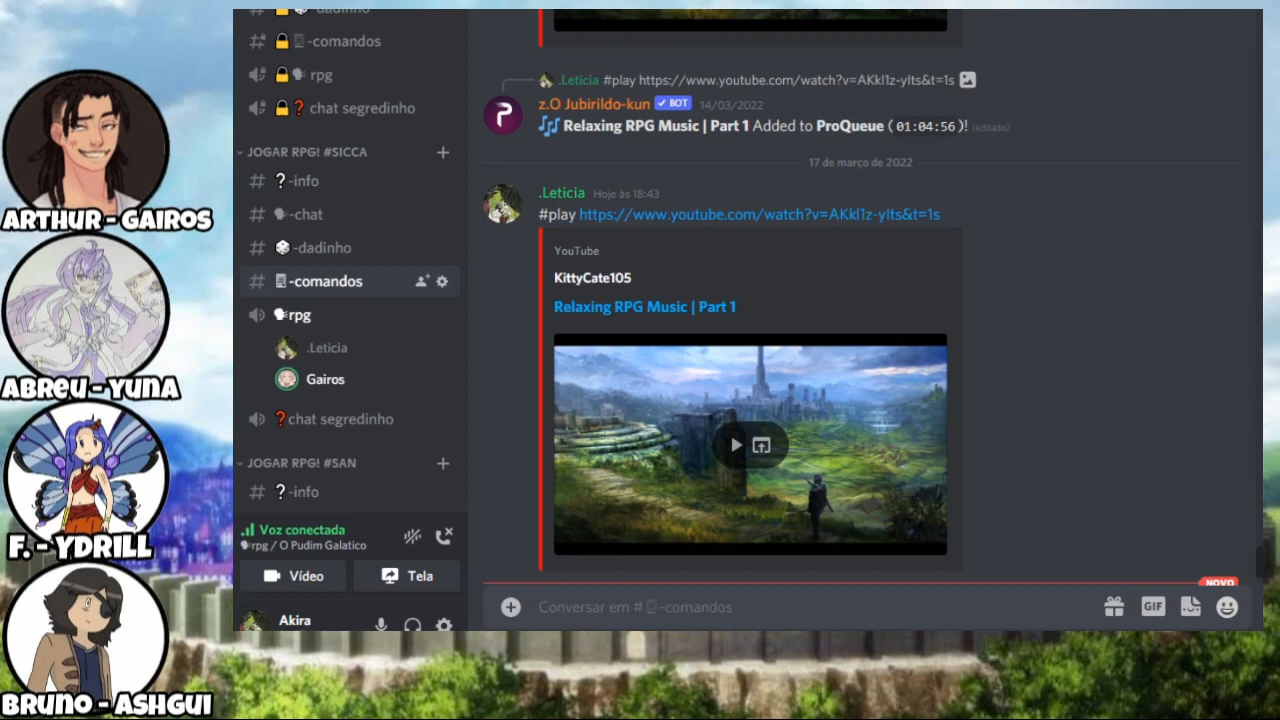 ARTHUR - GAIROS
ABREU - YUNA
F. - YDRILL
BRUNO - ASHGUI
-dadinho
-comandos
rpg
chat segredinho
JOGAR RPG! #SICCA
-info
-chat
-dadinho
-comandos
rpg
.Leticia
Gairos
chat segredinho
JOGAR RPG! #SAN
-info
Voz conectada
rpg / O Pudim Galatico
Vídeo
Tela
Akira
.Leticia #play https://www.youtube.com/watch?v=AKkl1z-yIts&t=1s
z.O Jubirildo-kun BOT 14/03/2022
Relaxing RPG Music | Part 1 Added to ProQueue (01:04:56)! (editado)
17 de março de 2022
.Leticia Hoje às 18:43
#play https://www.youtube.com/watch?v=AKkl1z-yIts&t=1s
YouTube
KittyCate105
Relaxing RPG Music | Part 1
NOVO
Conversar em # -comandos
GIF